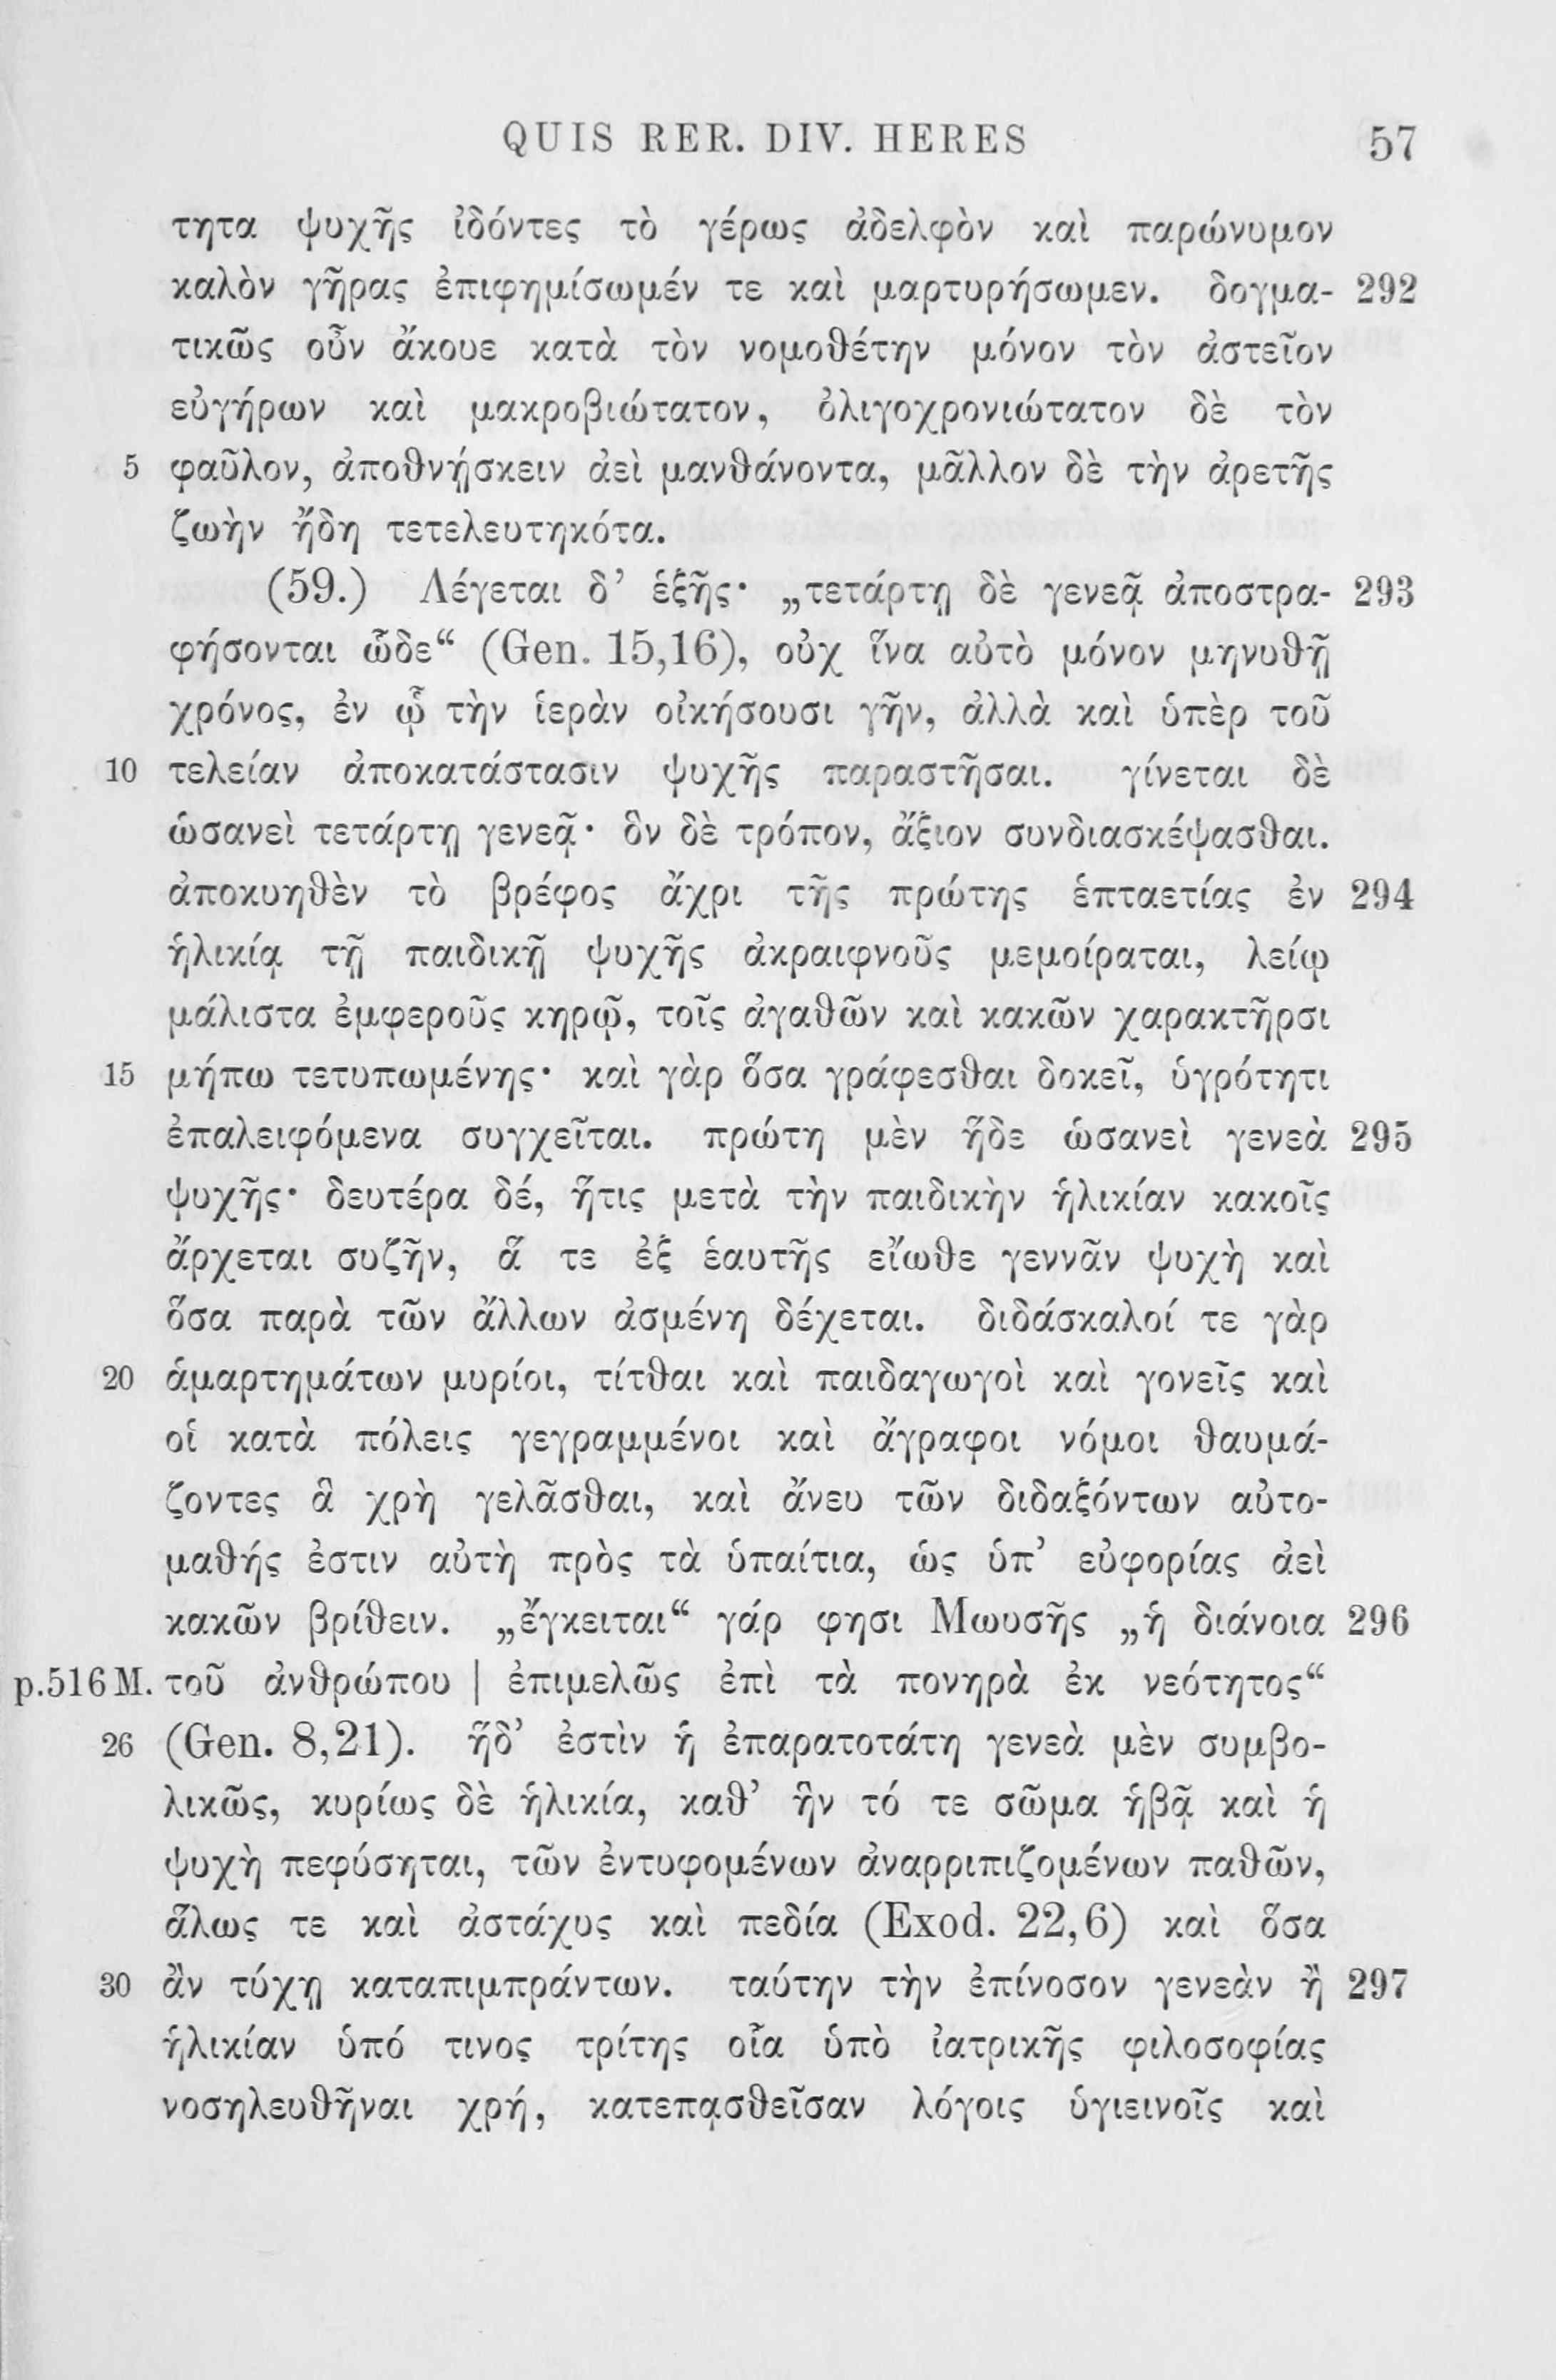 QUIS RER. DIV. HERES 57
τητα ψυχῆς ἰδόντες τὸ γέρως ἀδελφὸν καὶ παρώνυμον
καλὸν γῆρας ἐπιφημίσωμέν τε καὶ μαρτυρήσωμεν. δογμα- 292
τικῶς οὖν ἄκουε κατὰ τὸν νομοθέτην μόνον τὸν ἀστεῖον
εὐγήρων καὶ μακροβιώτατον, ὀλιγοχρονιώτατον δὲ τὸν
5 φαῦλον, ἀποθνῄσκειν ἀεὶ μανθάνοντα, μᾶλλον δὲ τὴν ἀρετῆς
ζωὴν ἤδη τετελευτηκότα.
(59.) Λέγεται δ’ ἑξῆς· „τετάρτῃ δὲ γενεᾷ ἀποστρα- 293
φήσονται ὧδε“ (Gen. 15,16), οὐχ ἵνα αὐτὸ μόνον μηνυθῇ
χρόνος, ἐν ᾧ τὴν ἱερὰν οἰκήσουσι γῆν, ἀλλὰ καὶ ὑπὲρ τοῦ
10 τελείαν ἀποκατάστασιν ψυχῆς παραστῆσαι. γίνεται δὲ
ὡσανεὶ τετάρτῃ γενεᾷ· ὃν δὲ τρόπον, ἄξιον συνδιασκέψασθαι.
ἀποκυηθὲν τὸ βρέφος ἄχρι τῆς πρώτης ἑπταετίας ἐν 294
ἡλικίᾳ τῇ παιδικῇ ψυχῆς ἀκραιφνοῦς μεμοίραται, λείῳ
μάλιστα ἐμφεροῦς κηρῷ, τοῖς ἀγαθῶν καὶ κακῶν χαρακτῆρσι
15 μήπω τετυπωμένης· καὶ γὰρ ὅσα γράφεσθαι δοκεῖ, ὑγρότητι
ἐπαλειφόμενα συγχεῖται. πρώτη μὲν ἥδε ὡσανεὶ γενεὰ 295
ψυχῆς· δευτέρα δέ, ἥτις μετὰ τὴν παιδικὴν ἡλικίαν κακοῖς
ἄρχεται συζῆν, ἅ τε ἐξ ἑαυτῆς εἴωθε γεννᾶν ψυχὴ καὶ
ὅσα παρὰ τῶν ἄλλων ἀσμένη δέχεται. διδάσκαλοί τε γὰρ
20 ἁμαρτημάτων μυρίοι, τίτθαι καὶ παιδαγωγοὶ καὶ γονεῖς καὶ
οἱ κατὰ πόλεις γεγραμμένοι καὶ ἄγραφοι νόμοι θαυμά-
ζοντες ἃ χρὴ γελᾶσθαι, καὶ ἄνευ τῶν διδαξόντων αὐτο-
μαθής ἐστιν αὐτὴ πρὸς τὰ ὑπαίτια, ὡς ὑπ’ εὐφορίας ἀεὶ
κακῶν βρίθειν. „ἔγκειται“ γάρ φησι Μωυσῆς „ἡ διάνοια 296
p.516 M. τοῦ ἀνθρώπου | ἐπιμελῶς ἐπὶ τὰ πονηρὰ ἐκ νεότητος“
26 (Gen. 8,21). ἥδ’ ἐστὶν ἡ ἐπαρατοτάτη γενεὰ μὲν συμβο-
λικῶς, κυρίως δὲ ἡλικία, καθ’ ἣν τό τε σῶμα ἡβᾷ καὶ ἡ
ψυχὴ πεφύσηται, τῶν ἐντυφομένων ἀναρριπιζομένων παθῶν,
ἅλως τε καὶ ἀστάχυς καὶ πεδία (Exod. 22,6) καὶ ὅσα
30 ἂν τύχῃ καταπιμπράντων. ταύτην τὴν ἐπίνοσον γενεὰν ἢ 297
ἡλικίαν ὑπό τινος τρίτης οἷα ὑπὸ ἰατρικῆς φιλοσοφίας
νοσηλευθῆναι χρή, κατεπᾳσθεῖσαν λόγοις ὑγιεινοῖς καὶ